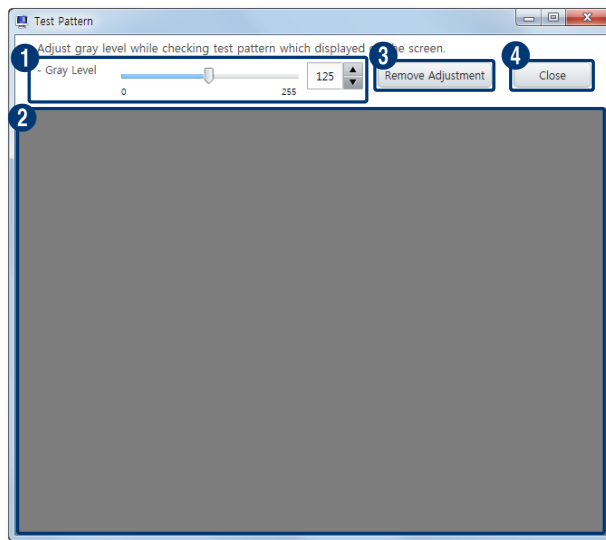 Test Pattern
Adjust gray level while checking test pattern which displayed screen.
1
- Gray Level
0
255
125
3
Remove Adjustment
4
Close
2